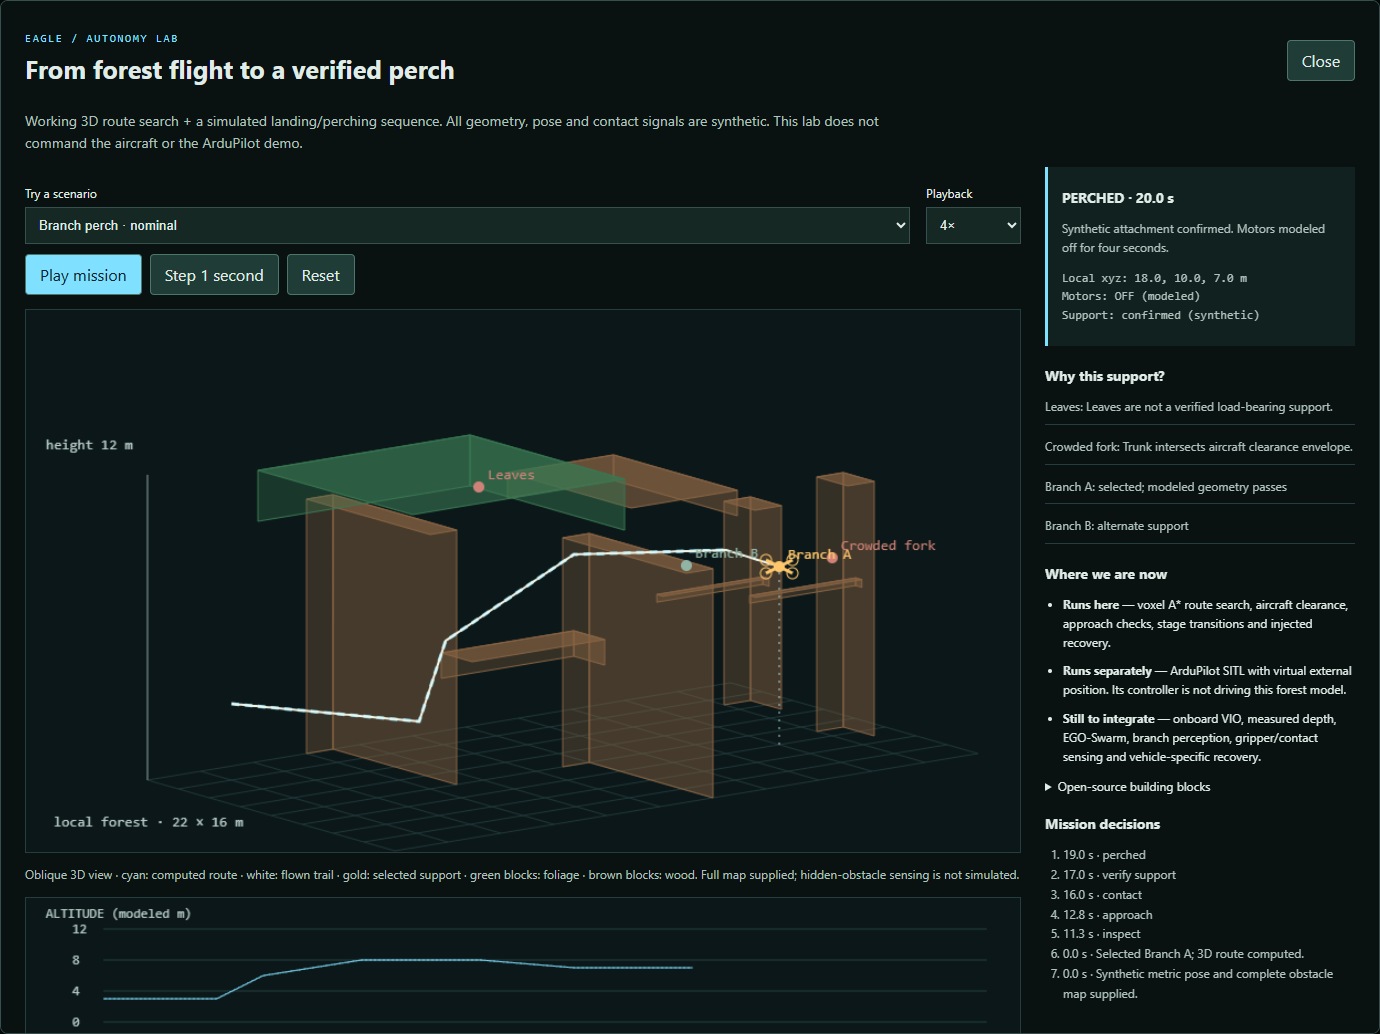 EAGLE / AUTONOMY LAB
From forest flight to a verified perch
Close
Working 3D route search + a simulated landing/perching sequence. All geometry, pose and contact signals are synthetic. This lab does not
command the aircraft or the ArduPilot demo.
Try a scenario
Playback
Branch perch · nominal
4×
Play mission
Step 1 second
Reset
height 12 m
Leaves
Branch B
Branch A
Crowded fork
local forest · 22 × 16 m
Oblique 3D view · cyan: computed route · white: flown trail · gold: selected support · green blocks: foliage · brown blocks: wood. Full map supplied; hidden-obstacle sensing is not simulated.
ALTITUDE (modeled m)
12
8
4
0
PERCHED · 20.0 s
Synthetic attachment confirmed. Motors modeled
off for four seconds.
Local xyz: 18.0, 10.0, 7.0 m
Motors: OFF (modeled)
Support: confirmed (synthetic)
Why this support?
Leaves: Leaves are not a verified load-bearing support.
Crowded fork: Trunk intersects aircraft clearance envelope.
Branch A: selected; modeled geometry passes
Branch B: alternate support
Where we are now
• Runs here — voxel A* route search, aircraft clearance,
approach checks, stage transitions and injected
recovery.
• Runs separately — ArduPilot SITL with virtual external
position. Its controller is not driving this forest model.
• Still to integrate — onboard VIO, measured depth,
EGO-Swarm, branch perception, gripper/contact
sensing and vehicle-specific recovery.
▶ Open-source building blocks
Mission decisions
1. 19.0 s · perched
2. 17.0 s · verify support
3. 16.0 s · contact
4. 12.8 s · approach
5. 11.3 s · inspect
6. 0.0 s · Selected Branch A; 3D route computed.
7. 0.0 s · Synthetic metric pose and complete obstacle
map supplied.